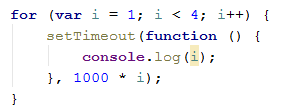 for (var i = 1; i < 4; i++) {
    setTimeout(function () {
        console.log(i);
    }, 1000 * i);
}